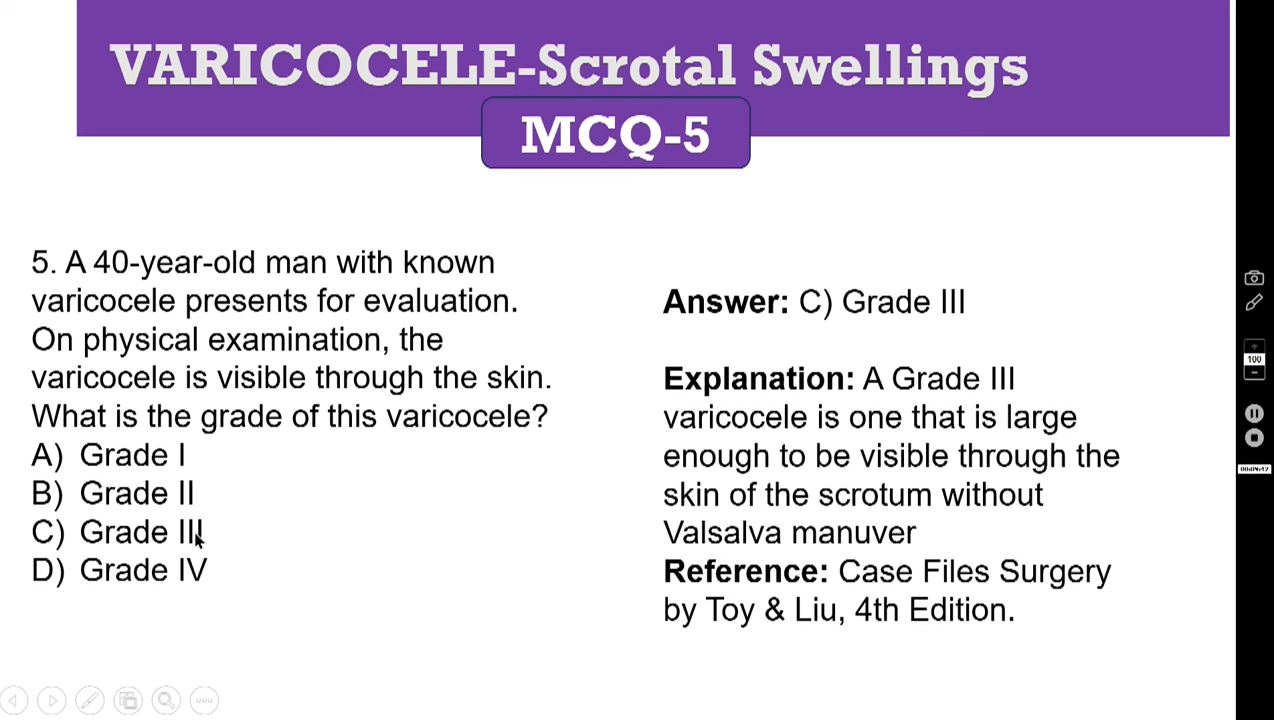 VARICOCELE-Scrotal Swellings
MCQ-5
5. A 40-year-old man with known
varicocele presents for evaluation.
On physical examination, the
varicocele is visible through the skin.
What is the grade of this varicocele?
A) Grade I
B) Grade II
C) Grade III
D) Grade IV
Answer: C) Grade III
Explanation: A Grade III
varicocele is one that is large
enough to be visible through the
skin of the scrotum without
Valsalva manuver
Reference: Case Files Surgery
by Toy & Liu, 4th Edition.
100